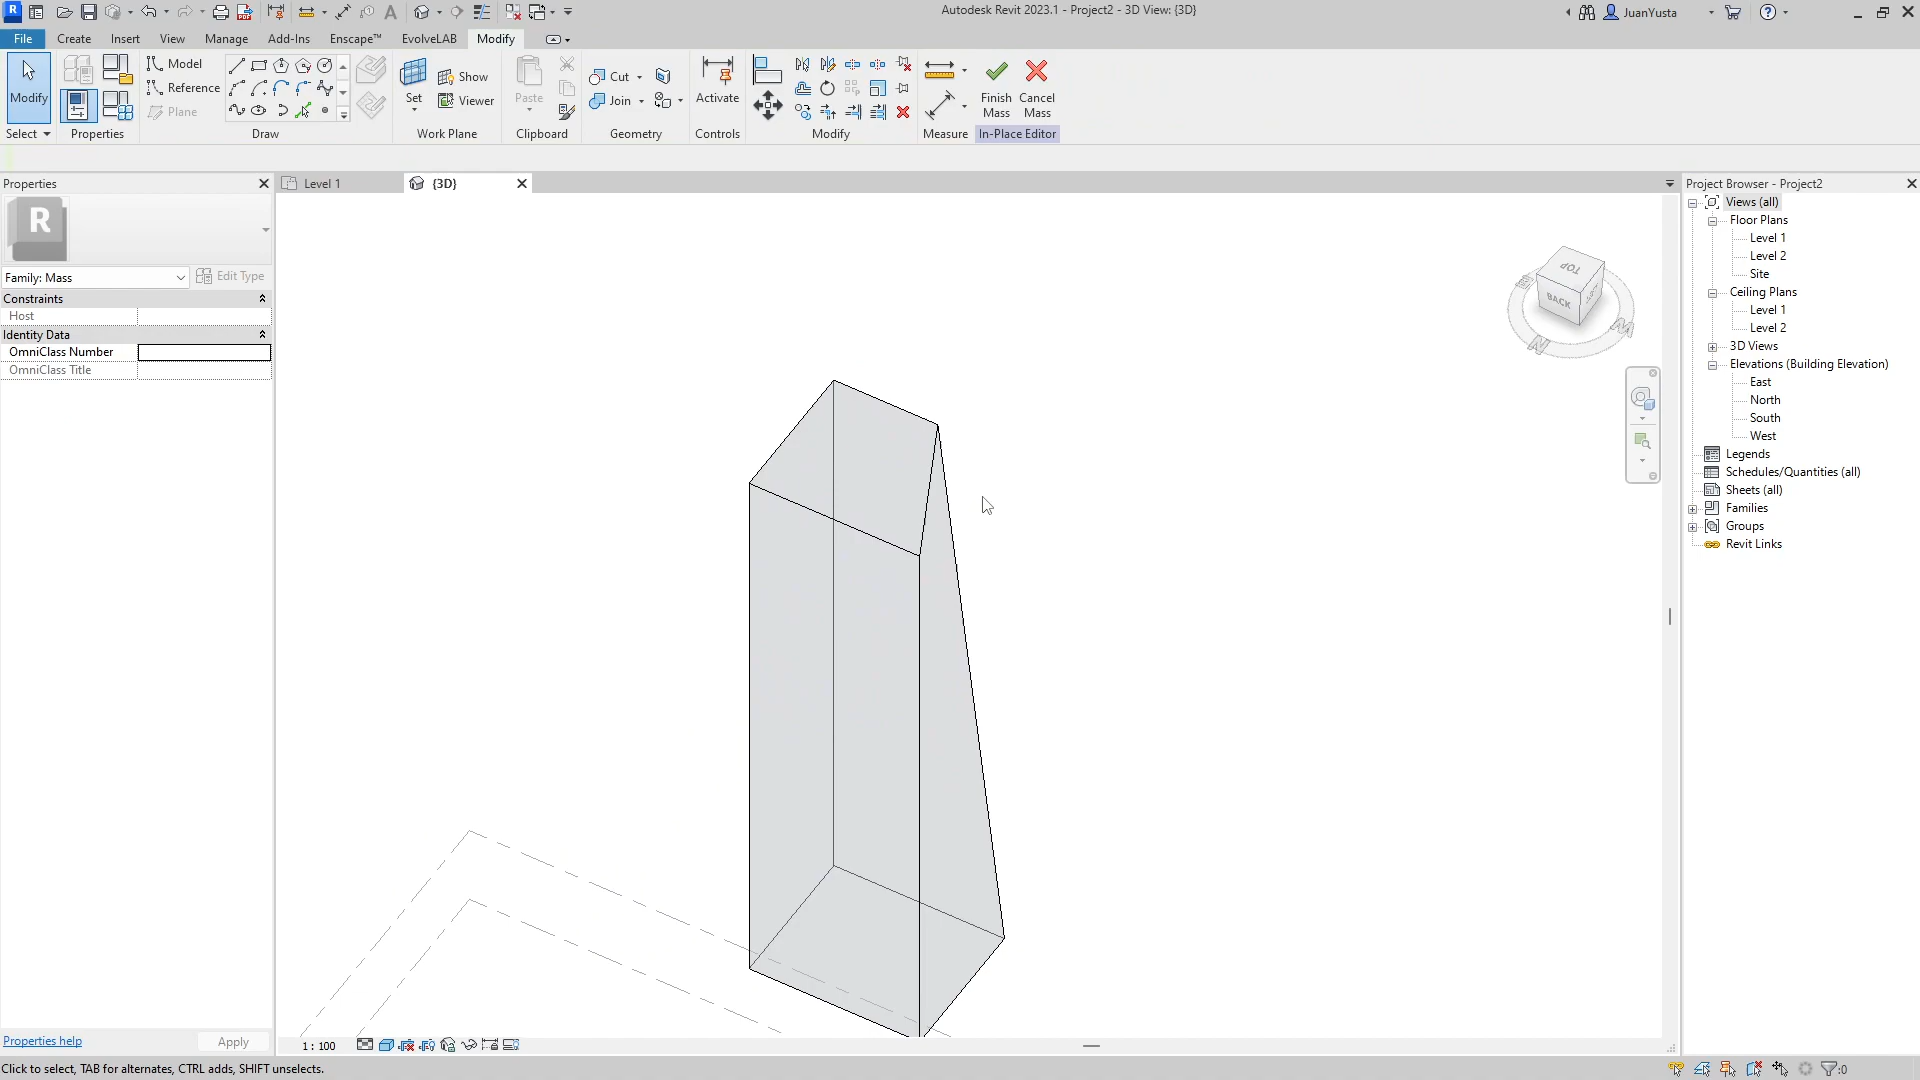 Autodesk Revit 2023.1 - Project2 - 3D View: {3D}
JuanYusta
File Create Insert View Manage Add-Ins Enscape™ EvolveLAB Modify
Modify
Select
Properties
Model
Reference
Plane
Draw
Set
Show
Viewer
Work Plane
Paste
Clipboard
Cut
Join
Geometry
Activate
Controls
Modify
Measure
Finish Mass
Cancel Mass
In-Place Editor
Properties
Level 1
{3D}
Project Browser - Project2
R
Family: Mass
Edit Type
Constraints
Host
Identity Data
OmniClass Number
OmniClass Title
TOP
BACK
Views (all)
Floor Plans
Level 1
Level 2
Site
Ceiling Plans
Level 1
Level 2
3D Views
Elevations (Building Elevation)
East
North
South
West
Legends
Schedules/Quantities (all)
Sheets (all)
Families
Groups
Revit Links
Properties help
Apply
1 : 100
Click to select, TAB for alternates, CTRL adds, SHIFT unselects.
:0